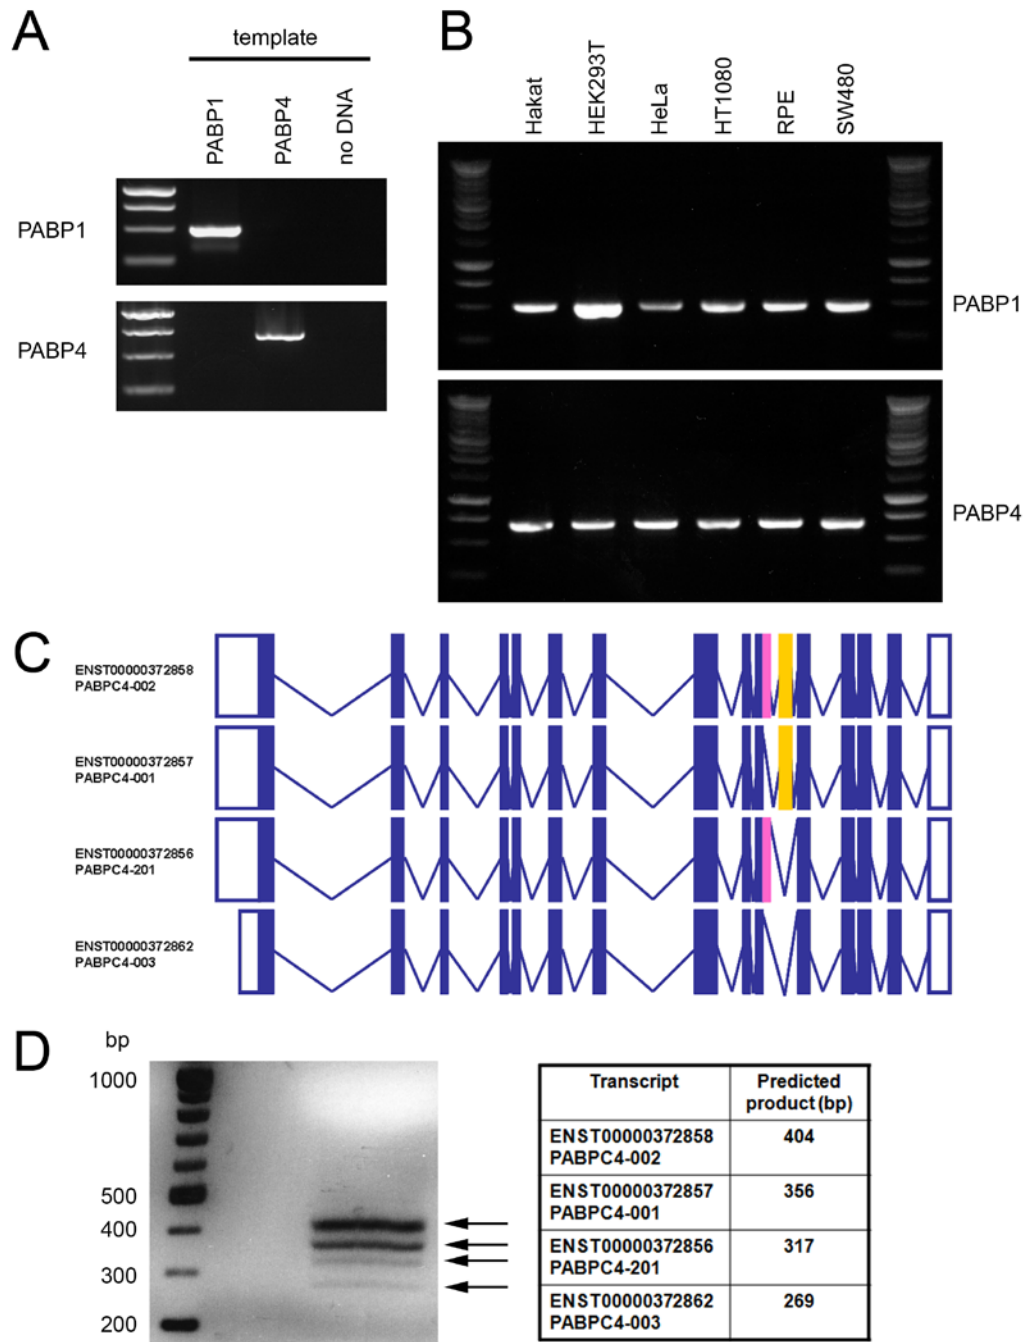 A
template
PABP1
PABP4
no DNA
PABP1
PABP4
B
Hakat
HEK293T
HeLa
HT1080
RPE
SW480
PABP1
PABP4
C
ENST00000372858
PABPC4-002
ENST00000372857
PABPC4-001
ENST00000372856
PABPC4-201
ENST00000372862
PABPC4-003
D
bp
1000
500
400
300
200
Transcript
Predicted
product (bp)
ENST00000372858
PABPC4-002
404
ENST00000372857
PABPC4-001
356
ENST00000372856
PABPC4-201
317
ENST00000372862
PABPC4-003
269